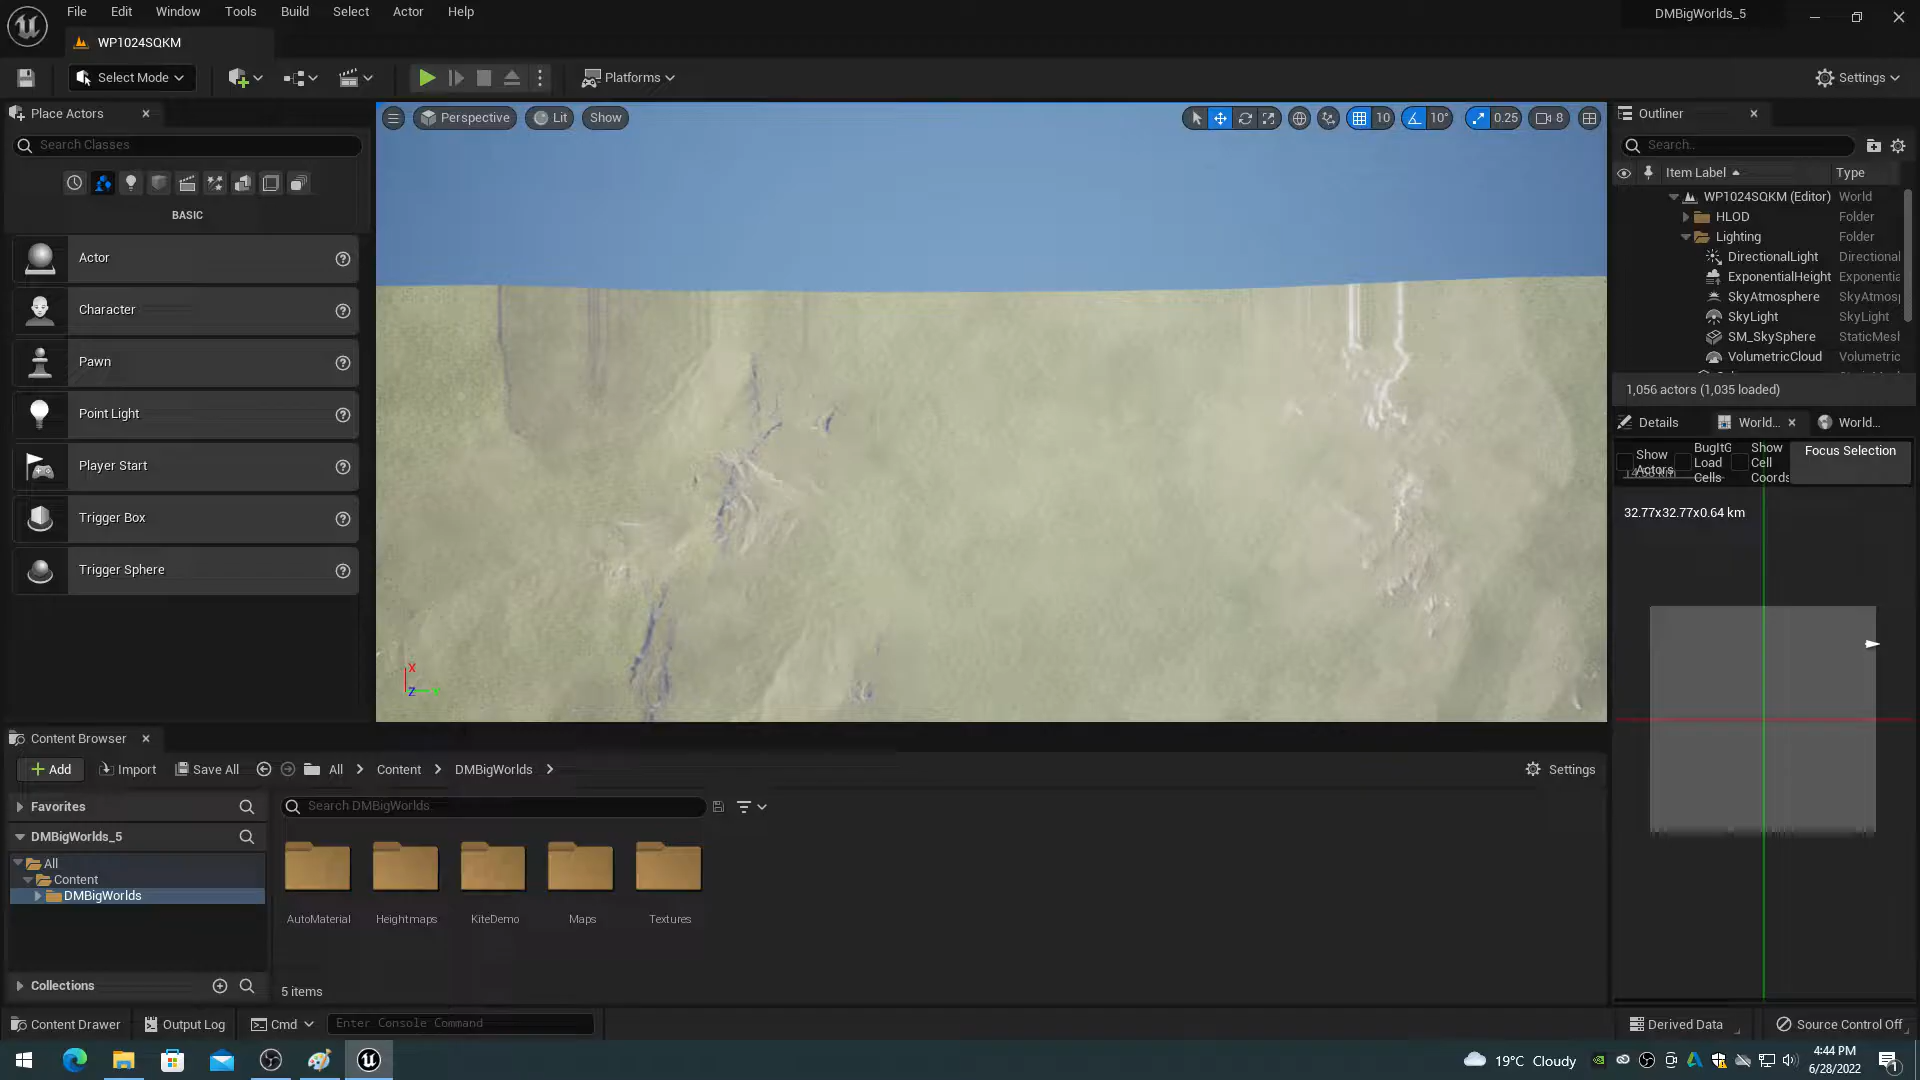 File Edit Window Tools Build Select Actor Help
DMBigWorlds_5
WP1024SQKM
Select Mode
Platforms
Settings
Place Actors
Search Classes
BASIC
Actor
Character
Pawn
Point Light
Player Start
Trigger Box
Trigger Sphere
Perspective
Lit
Show
10
10°
0.25
8
X
Z
Y
Outliner
Search..
Item Label Type
WP1024SQKM (Editor) World
HLOD Folder
Lighting Folder
DirectionalLight Directional
ExponentialHeight Exponentia
SkyAtmosphere SkyAtmos
SkyLight SkyLight
SM_SkySphere StaticMesl
VolumetricCloud Volumetric
1,056 actors (1,035 loaded)
Details World... World...
Show Actors
BugItG Load Cells
Show Cell Coords
Focus Selection
32.77x32.77x0.64 km
Content Browser
Add Import Save All All Content DMBigWorlds
Settings
Favorites
Search DMBigWorlds
DMBigWorlds_5
All
Content
DMBigWorlds
AutoMaterial Heightmaps KiteDemo Maps Textures
Collections
5 items
Content Drawer Output Log Cmd Enter Console Command
Derived Data Source Control Off
19°C Cloudy
4:44 PM
6/28/2022
1